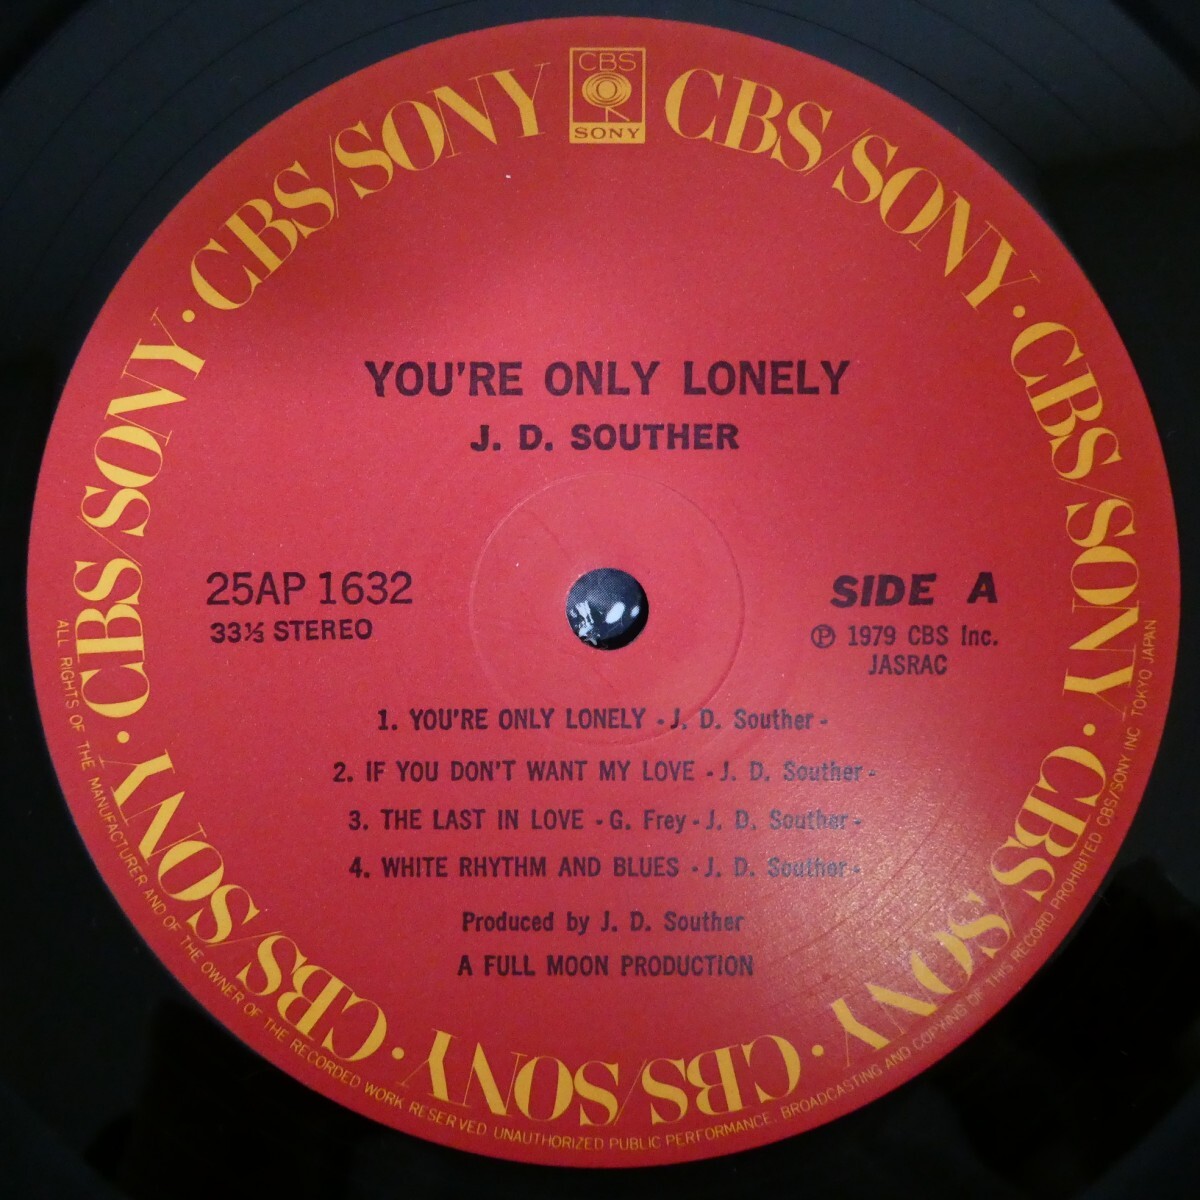 CBS
SONY
CBS/SONY · CBS/SONY · CBS/SONY · CBS/SONY · CBS/SONY · CBS/SONY · CBS/SONY · CBS/SONY
YOU'RE ONLY LONELY
J. D. SOUTHER
25AP 1632
33⅓ STEREO
SIDE A
Ⓟ 1979 CBS Inc.
JASRAC
1. YOU'RE ONLY LONELY - J. D. Souther -
2. IF YOU DON'T WANT MY LOVE - J. D. Souther -
3. THE LAST IN LOVE - G. Frey - J. D. Souther -
4. WHITE RHYTHM AND BLUES - J. D. Souther -
Produced by J. D. Souther
A FULL MOON PRODUCTION
ALL RIGHTS OF THE MANUFACTURER AND OF THE OWNER OF THE RECORDED WORK RESERVED. UNAUTHORIZED PUBLIC PERFORMANCE. BROADCASTING AND COPYING OF THIS RECORD PROHIBITED CBS/SONY INC TOKYO JAPAN